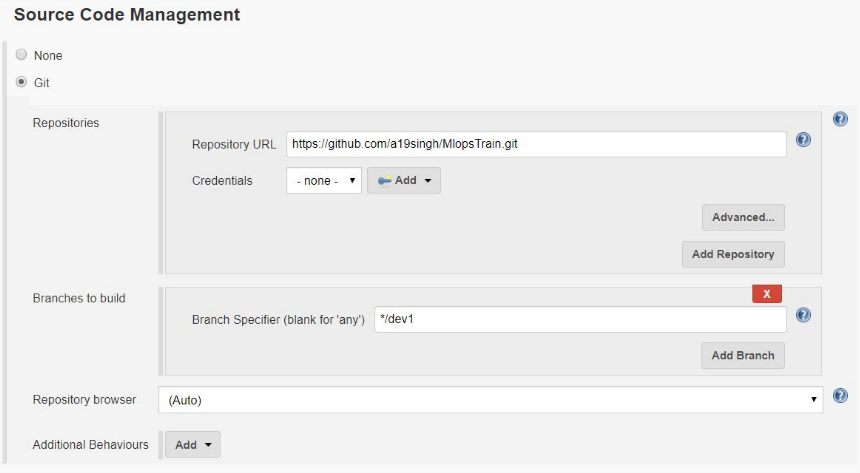 Source Code Management
None
Git
Repositories
Repository URL https://github.com/a19singh/MlopsTrain.git
Credentials - none - Add
Advanced...
Add Repository
Branches to build
X
Branch Specifier (blank for 'any') */dev1
Add Branch
Repository browser (Auto)
Additional Behaviours Add